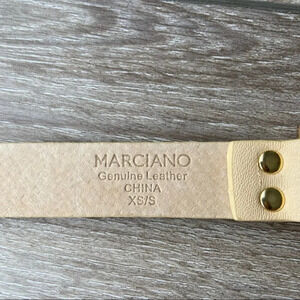 MARCIANO
Genuine Leather
CHINA
XS/S